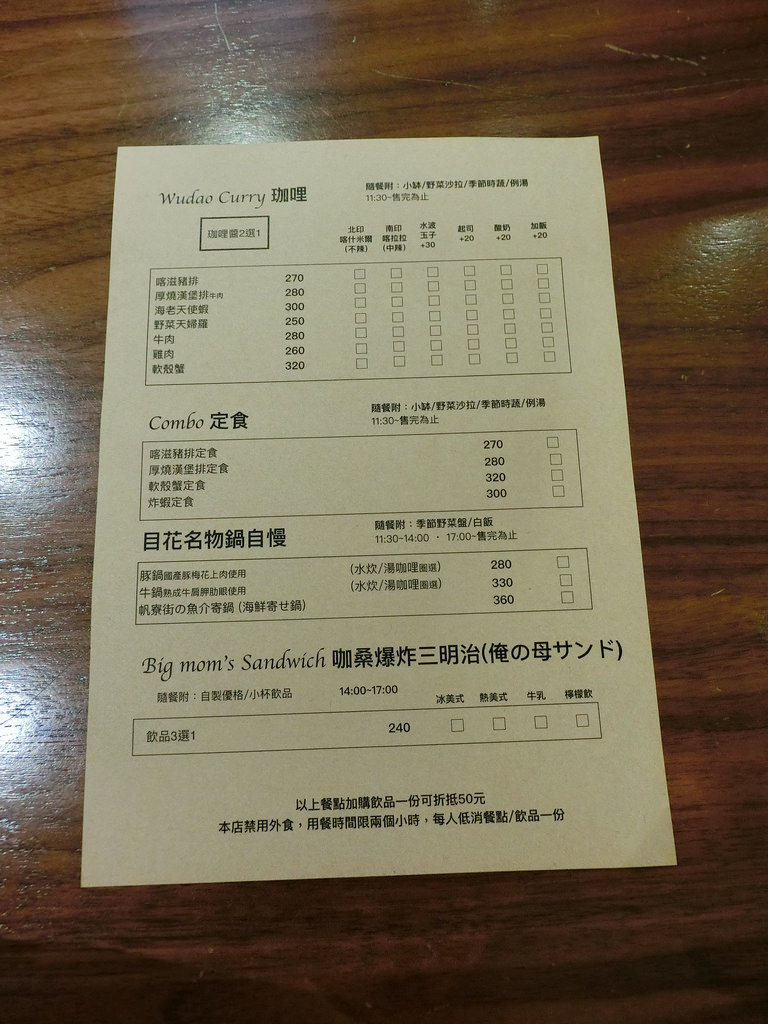 Wudao Curry 珈哩
隨餐附：小缽/野菜沙拉/季節時蔬/例湯
11:30~售完為止
珈哩醬2選1
北印 喀什米爾 (不辣) 南印 喀拉拉 (中辣) 水波 玉子 +30 起司 +20 酸奶 +20 加飯 +20
喀滋豬排 270 □ □ □ □ □ □
厚燒漢堡排牛肉 280 □ □ □ □ □ □
海老天使蝦 300 □ □ □ □ □ □
野菜天婦羅 250 □ □ □ □ □ □
牛肉 280 □ □ □ □ □ □
雞肉 260 □ □ □ □ □ □
軟殼蟹 320 □ □ □ □ □ □
Combo 定食
隨餐附：小缽/野菜沙拉/季節時蔬/例湯
11:30~售完為止
喀滋豬排定食 270 □
厚燒漢堡排定食 280 □
軟殼蟹定食 320 □
炸蝦定食 300 □
目花名物鍋自慢
隨餐附：季節野菜盤/白飯
11:30~14:00 · 17:00~售完為止
豚鍋國產豚梅花上肉使用 (水炊/湯咖哩圈選) 280 □
牛鍋熟成牛肩胛肋眼使用 (水炊/湯咖哩圈選) 330 □
帆寮街の魚介寄鍋 (海鮮寄せ鍋) 360 □
Big mom's Sandwich 咖桑爆炸三明治(俺の母サンド)
隨餐附：自製優格/小杯飲品 14:00~17:00
冰美式 熱美式 牛乳 檸檬飲
飲品3選1 240 □ □ □ □
以上餐點加購飲品一份可折抵50元
本店禁用外食，用餐時間限兩個小時，每人低消餐點/飲品一份